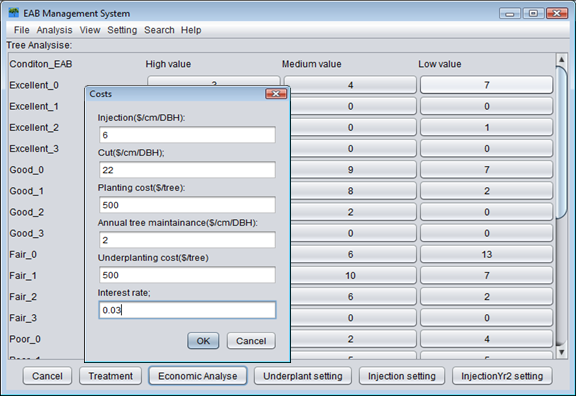 EAB Management System
File Analysis View Setting Search Help
Tree Analysise:
Conditon_EAB High value Medium value Low value
Excellent_0 4 7
Excellent_1 0 0
Excellent_2 0 1
Excellent_3 0 0
Good_0 9 7
Good_1 8 2
Good_2 2 0
Good_3 0 0
Fair_0 6 13
Fair_1 10 7
Fair_2 6 2
Fair_3 0 0
Poor_0 2 4
Costs
Injection($/cm/DBH):
6
Cut($/cm/DBH);
22
Planting cost($/tree):
500
Annual tree maintainance($/cm/DBH):
2
Underplanting cost($/tree)
500
Interest rate;
0.03
OK Cancel
Cancel Treatment Economic Analyse Underplant setting Injection setting InjectionYr2 setting